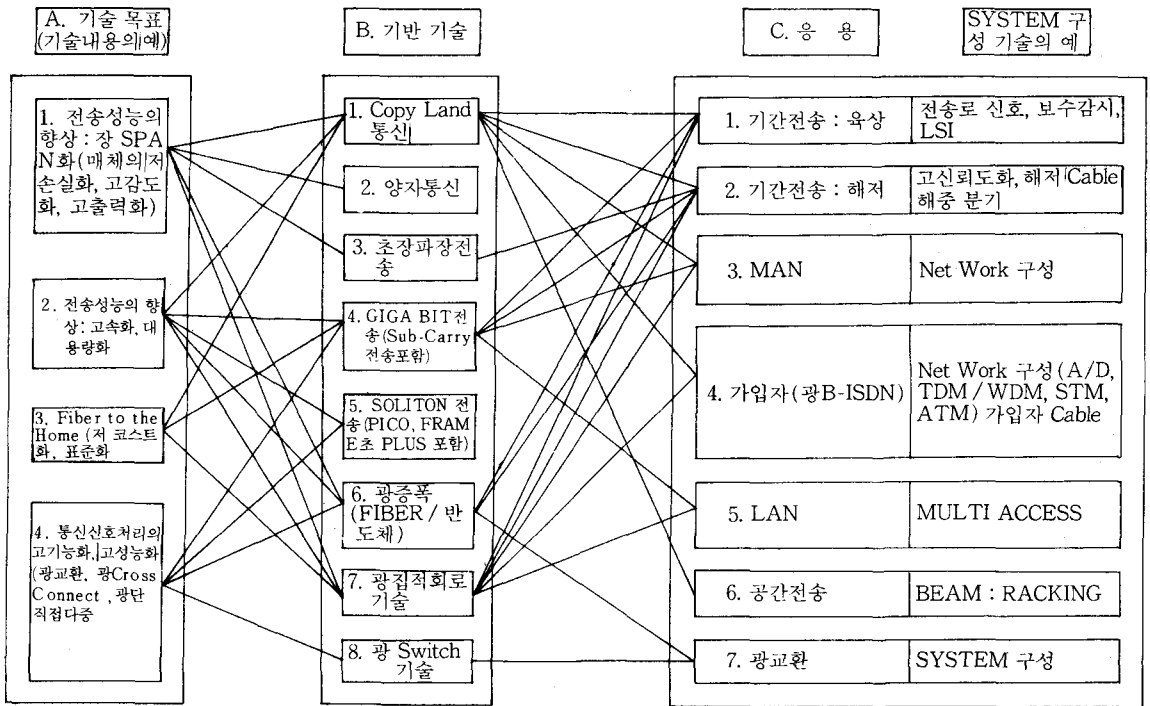 A. 기술 목표
(기술내용의예)
B. 기반 기술
C. 응 용
SYSTEM 구
성 기술의 예
1. 전송성능의
향상 : 장 SPA
N화(매체의저
손실화, 고감도
화, 고출력화)
2. 전송성능의 향
상: 고속화, 대
용량화
3. Fiber to the
Home (저 코스트
화, 표준화
4. 통신신호처리의
고기능화, 고성능화
(광교환, 광Cross
Connect , 광단
직접다중
1. Copy Land
통신
2. 양자통신
3. 초장파장전
송
4. GIGA BIT전
송(Sub-Carry
전송포함)
5. SOLITON 전
송(PICO, FRAM
E초 PLUS 포함)
6. 광증폭
(FIBER / 반
도체)
7. 광집적회로
기술
8. 광 Switch
기술
1. 기간전송 : 육상
전송로 신호, 보수감시,
LSI
2. 기간전송 : 해저
고신뢰도화, 해저 Cable
해중 분기
3. MAN
Net Work 구성
4. 가입자(광B-ISDN)
Net Work 구성(A/D,
TDM / WDM, STM,
ATM) 가입자 Cable
5. LAN
MULTI ACCESS
6. 공간전송
BEAM : RACKING
7. 광교환
SYSTEM 구성